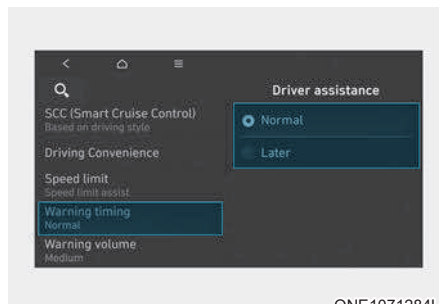 Driver assistance
SCC (Smart Cruise Control)
Based on driving style
Driving Convenience
Speed limit
Speed limit assist
Warning timing
Normal
Warning volume
Medium
Normal
Later